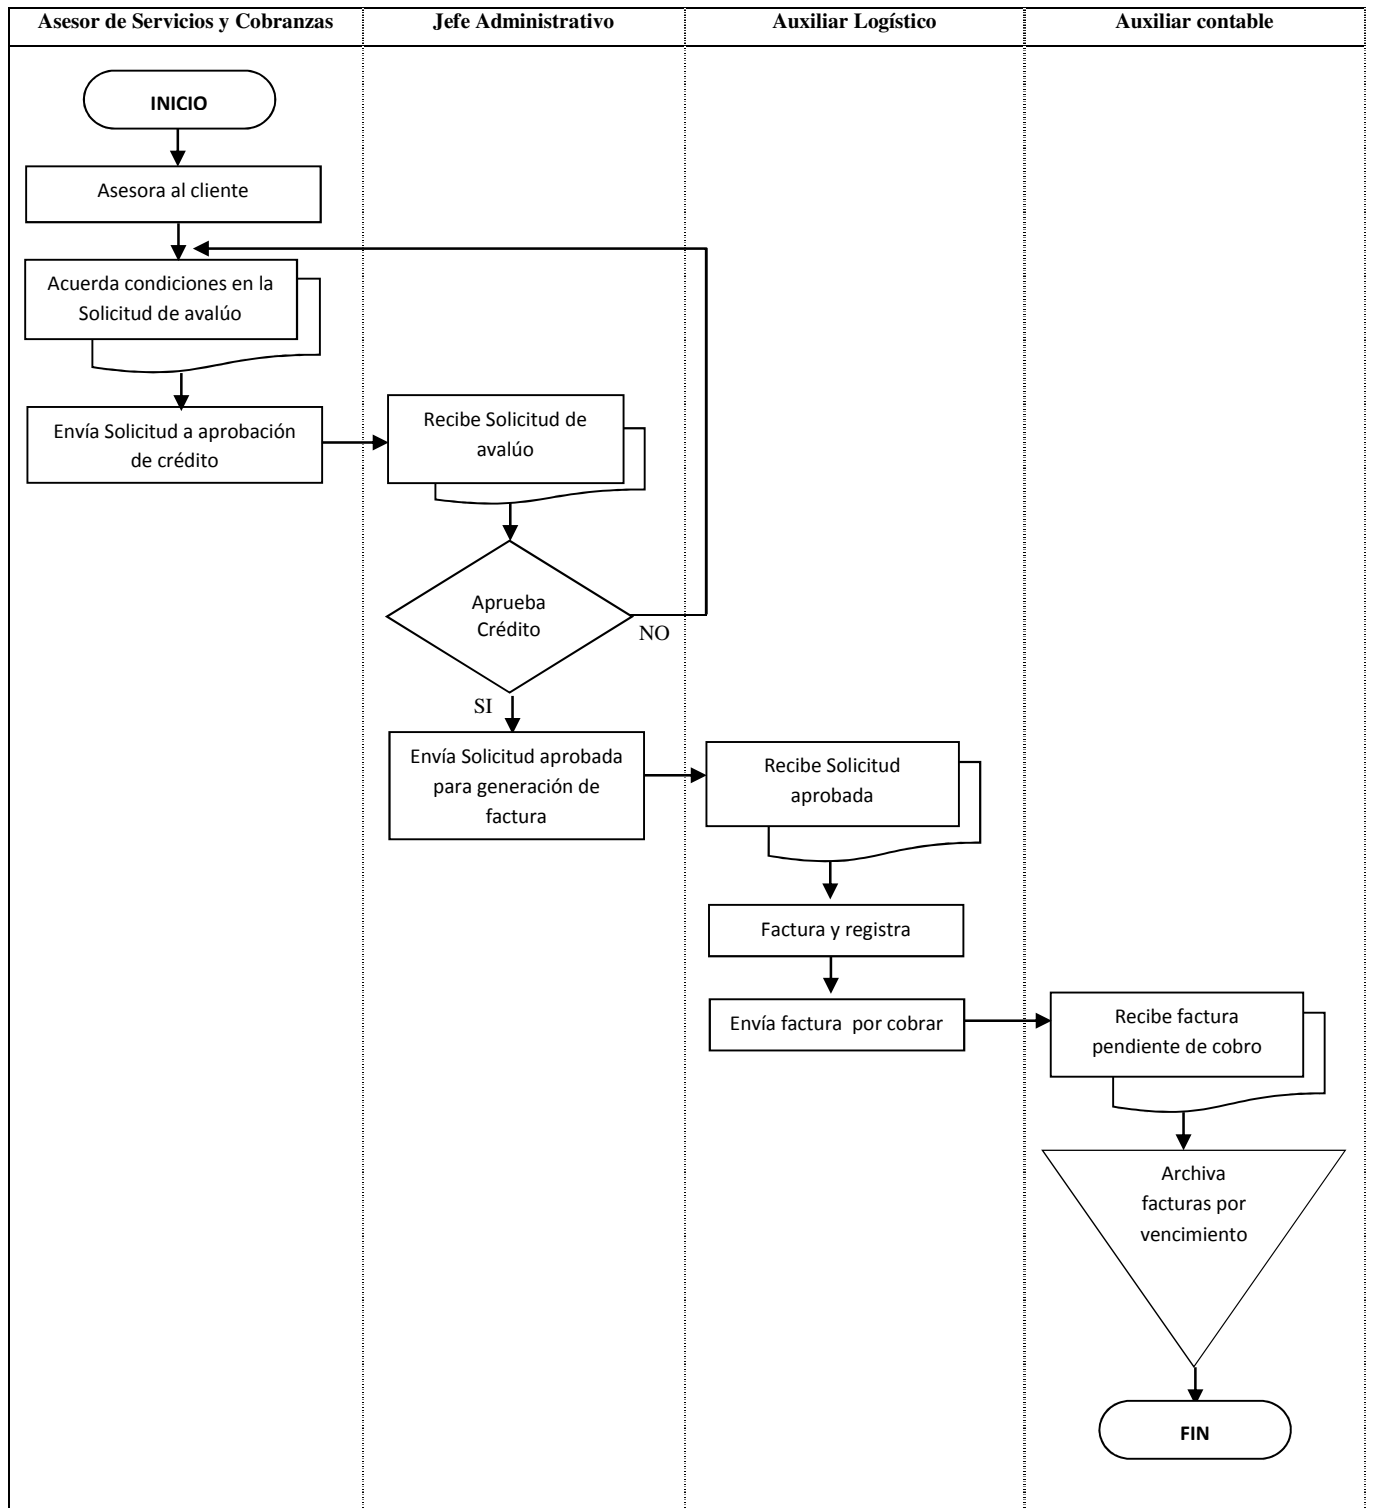 Asesor de Servicios y Cobranzas
Jefe Administrativo
Auxiliar Logístico
Auxiliar contable
INICIO
Asesora al cliente
Acuerda condiciones en la
Solicitud de avalúo
Envía Solicitud a aprobación
de crédito
Recibe Solicitud de
avalúo
Aprueba
Crédito
NO
SI
Envía Solicitud aprobada
para generación de
factura
Recibe Solicitud
aprobada
Factura y registra
Envía factura por cobrar
Recibe factura
pendiente de cobro
Archiva
facturas por
vencimiento
FIN